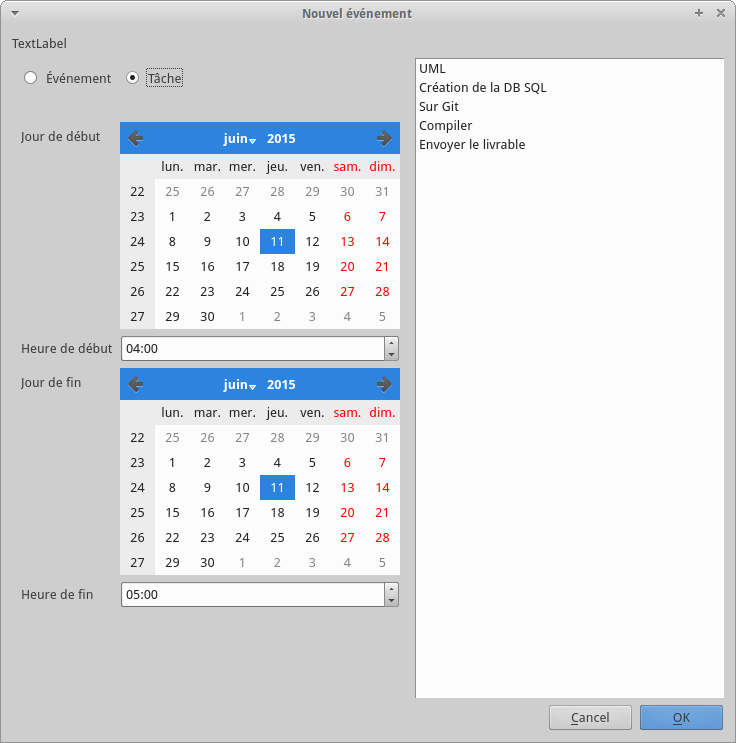 Nouvel événement
TextLabel
Événement Tâche
Jour de début
juin 2015
lun. mar. mer. jeu. ven. sam. dim.
22 25 26 27 28 29 30 31
23 1 2 3 4 5 6 7
24 8 9 10 11 12 13 14
25 15 16 17 18 19 20 21
26 22 23 24 25 26 27 28
27 29 30 1 2 3 4 5
Heure de début 04:00
Jour de fin
juin 2015
lun. mar. mer. jeu. ven. sam. dim.
22 25 26 27 28 29 30 31
23 1 2 3 4 5 6 7
24 8 9 10 11 12 13 14
25 15 16 17 18 19 20 21
26 22 23 24 25 26 27 28
27 29 30 1 2 3 4 5
Heure de fin 05:00
UML
Création de la DB SQL
Sur Git
Compiler
Envoyer le livrable
Cancel OK